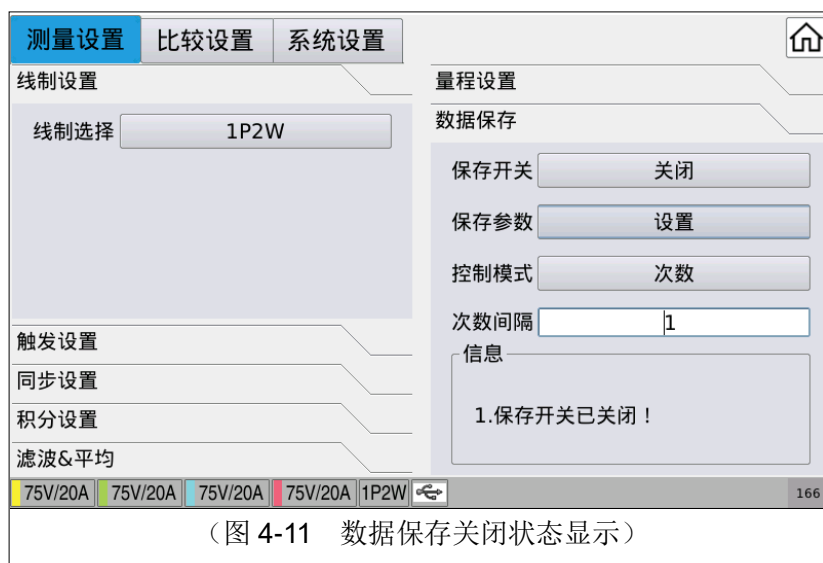 测量设置 比较设置 系统设置
线制设置
线制选择 1P2W
触发设置
同步设置
积分设置
滤波&平均
量程设置
数据保存
保存开关 关闭
保存参数 设置
控制模式 次数
次数间隔 1
信息
1.保存开关已关闭！
75V/20A 75V/20A 75V/20A 75V/20A 1P2W 166
（图 4-11 数据保存关闭状态显示）